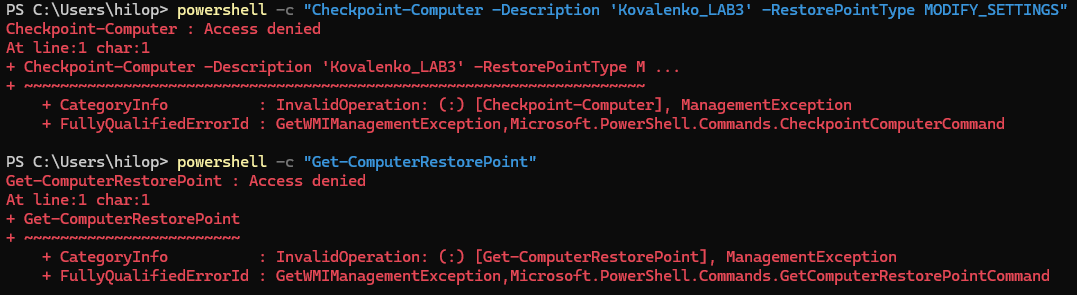 PS C:\Users\hilop> powershell -c "Checkpoint-Computer -Description 'Kovalenko_LAB3' -RestorePointType MODIFY_SETTINGS"
Checkpoint-Computer : Access denied
At line:1 char:1
+ Checkpoint-Computer -Description 'Kovalenko_LAB3' -RestorePointType M ...
+ ~~~~~~~~~~~~~~~~~~~~~~~~~~~~~~~~~~~~~~~~~~~~~~~~~~~~~~~~~~~~~~~~~~~~~
    + CategoryInfo          : InvalidOperation: (:) [Checkpoint-Computer], ManagementException
    + FullyQualifiedErrorId : GetWMIManagementException,Microsoft.PowerShell.Commands.CheckpointComputerCommand
PS C:\Users\hilop> powershell -c "Get-ComputerRestorePoint"
Get-ComputerRestorePoint : Access denied
At line:1 char:1
+ Get-ComputerRestorePoint
+ ~~~~~~~~~~~~~~~~~~~~~~~~
    + CategoryInfo          : InvalidOperation: (:) [Get-ComputerRestorePoint], ManagementException
    + FullyQualifiedErrorId : GetWMIManagementException,Microsoft.PowerShell.Commands.GetComputerRestorePointCommand